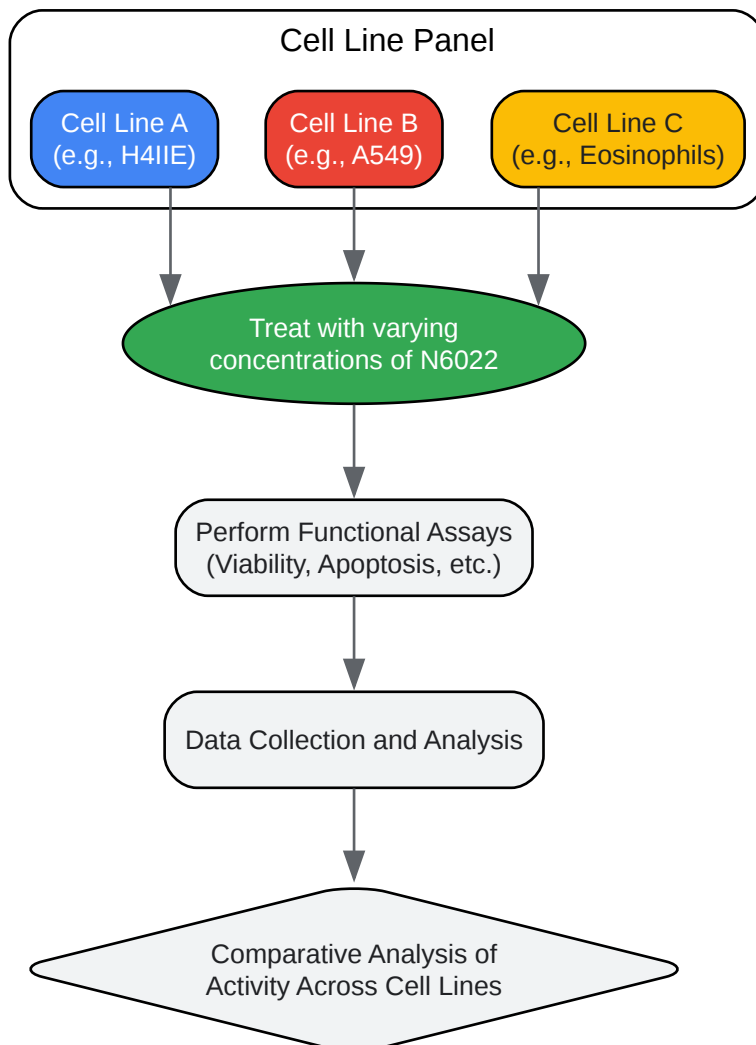 Cell Line Panel
Cell Line A
(e.g., H4IIE)
Cell Line B
(e.g., A549)
Cell Line C
(e.g., Eosinophils)
Treat with varying
concentrations of N6022
Perform Functional Assays
(Viability, Apoptosis, etc.)
Data Collection and Analysis
Comparative Analysis of
Activity Across Cell Lines